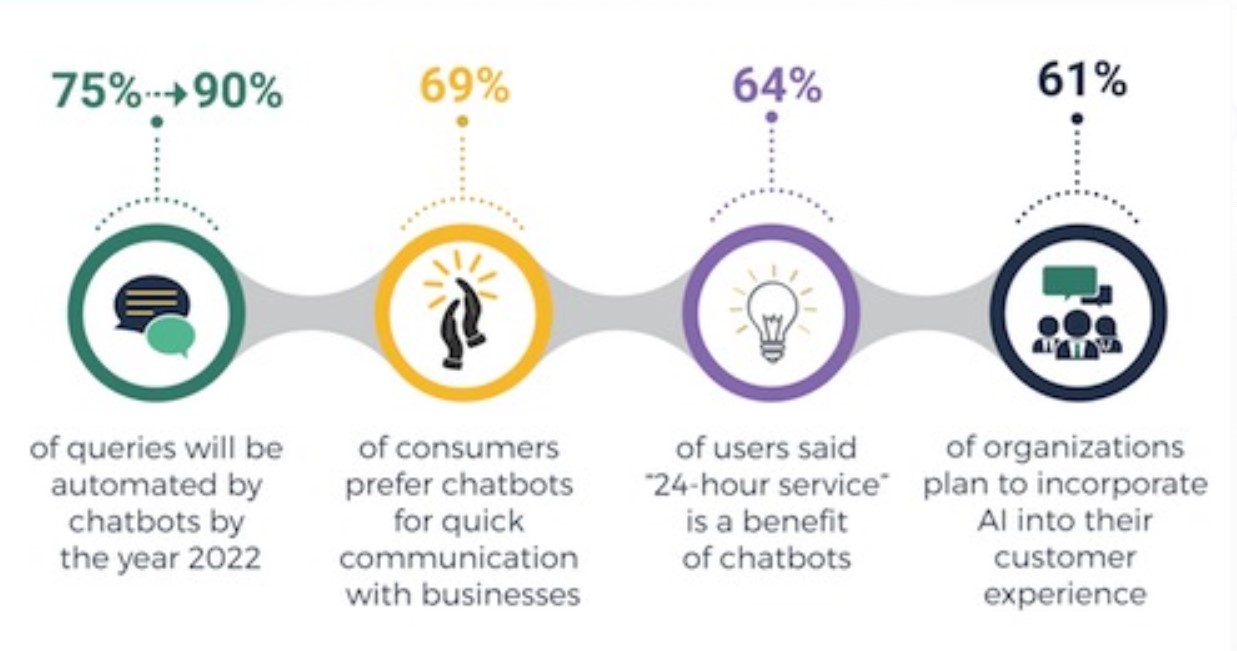 75%⇢90%
of queries will be
automated by
chatbots by
the year 2022
69%
of consumers
prefer chatbots
for quick
communication
with businesses
64%
of users said
"24-hour service"
is a benefit
of chatbots
61%
of organizations
plan to incorporate
AI into their
customer
experience